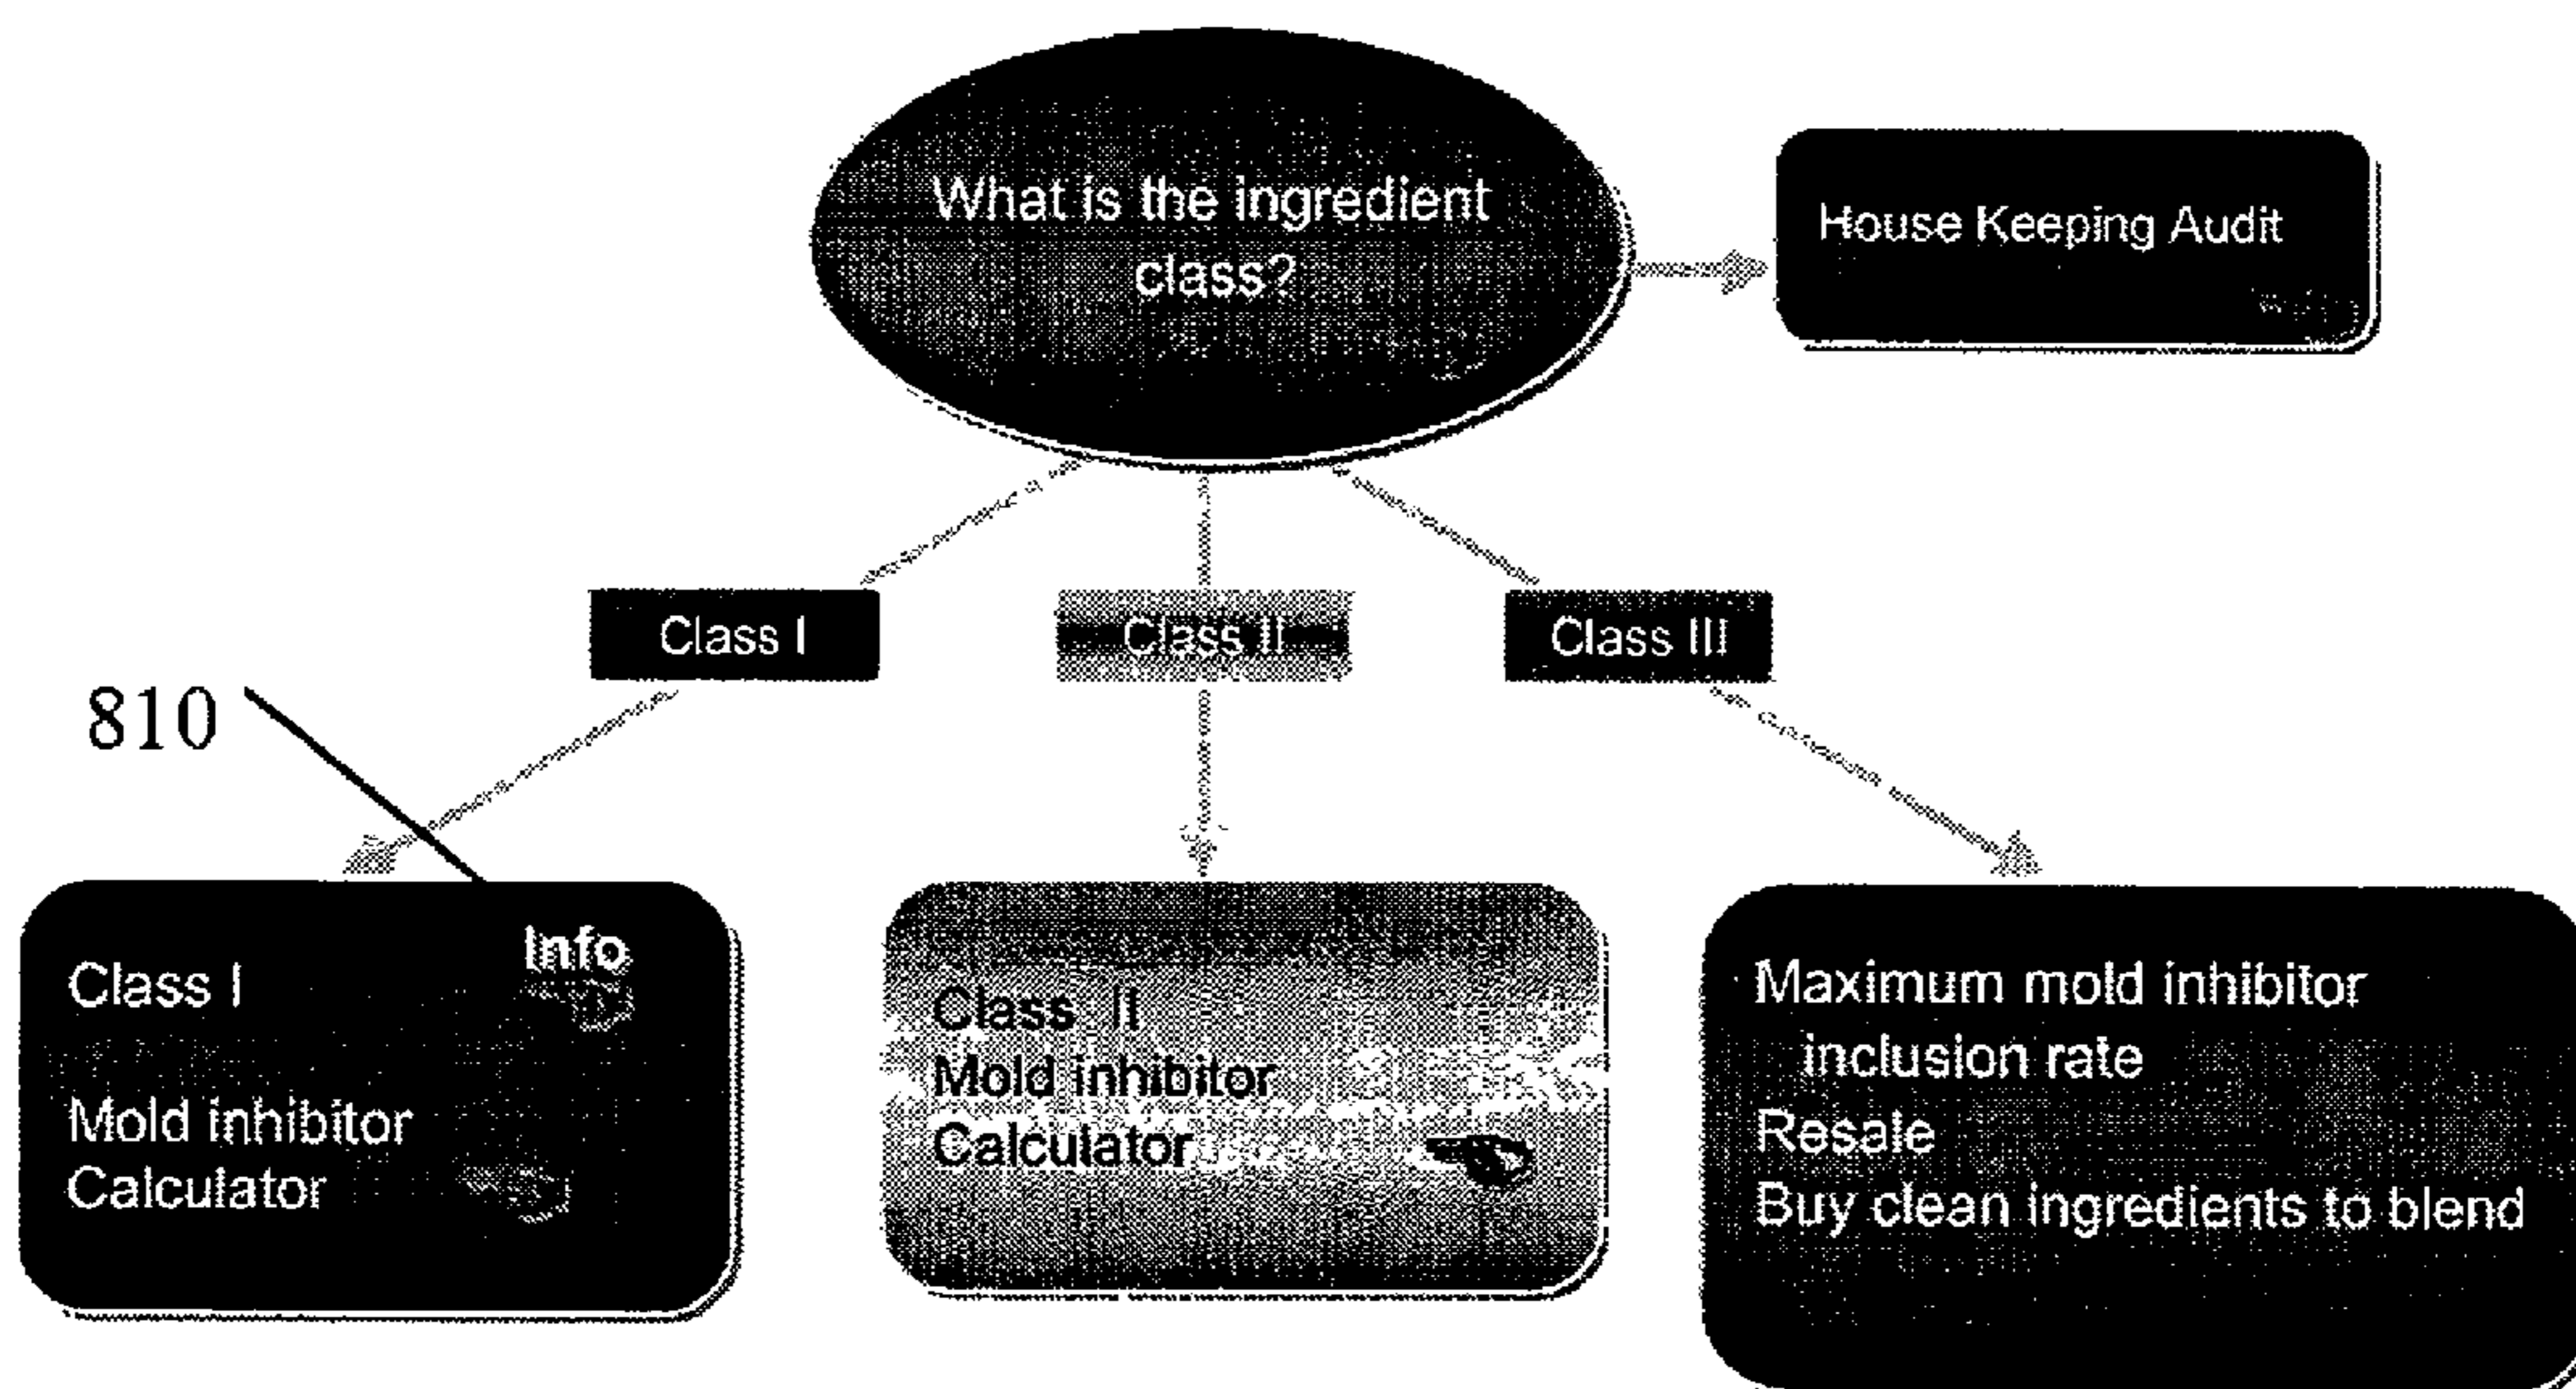 What is the ingredient
class?
House Keeping Audit
Class I
Class II
Class III
810
Info
Class I
Mold inhibitor
Calculator
Class II
Mold inhibitor
Calculator
Maximum mold inhibitor
inclusion rate
Resale
Buy clean ingredients to blend